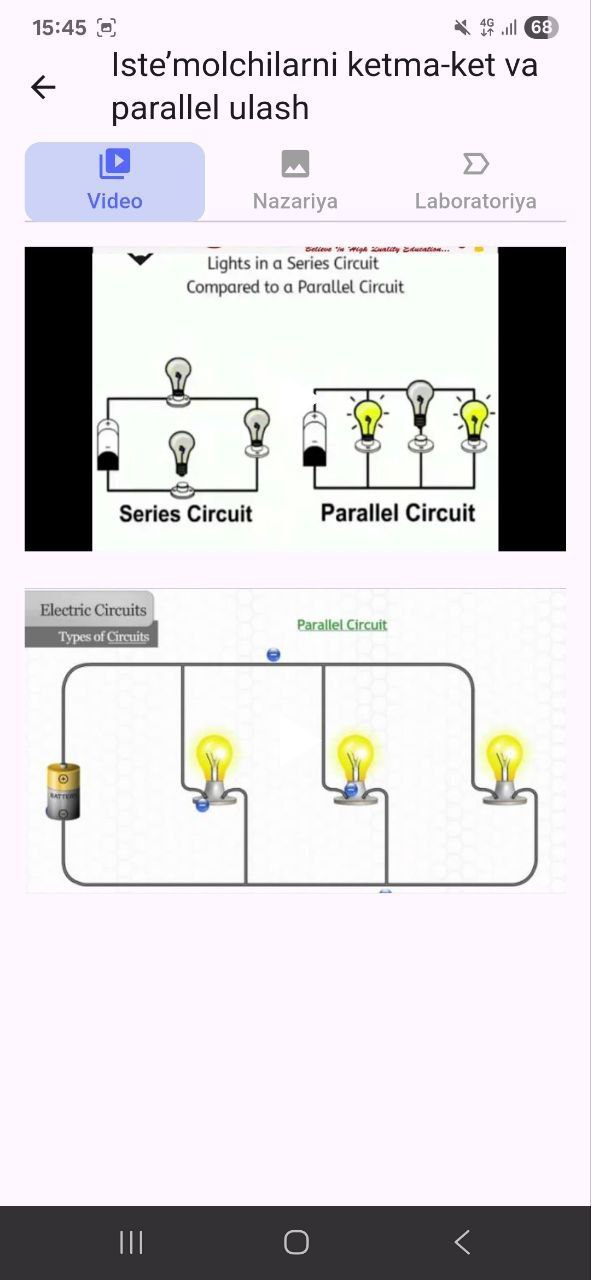 15:45
4G
68
Iste’molchilarni ketma-ket va
parallel ulash
Video
Nazariya
Laboratoriya
Believe In High Quality Education...
Lights in a Series Circuit
Compared to a Parallel Circuit
Series Circuit
Parallel Circuit
Electric Circuits
Types of Circuits
Parallel Circuit
BATTERY